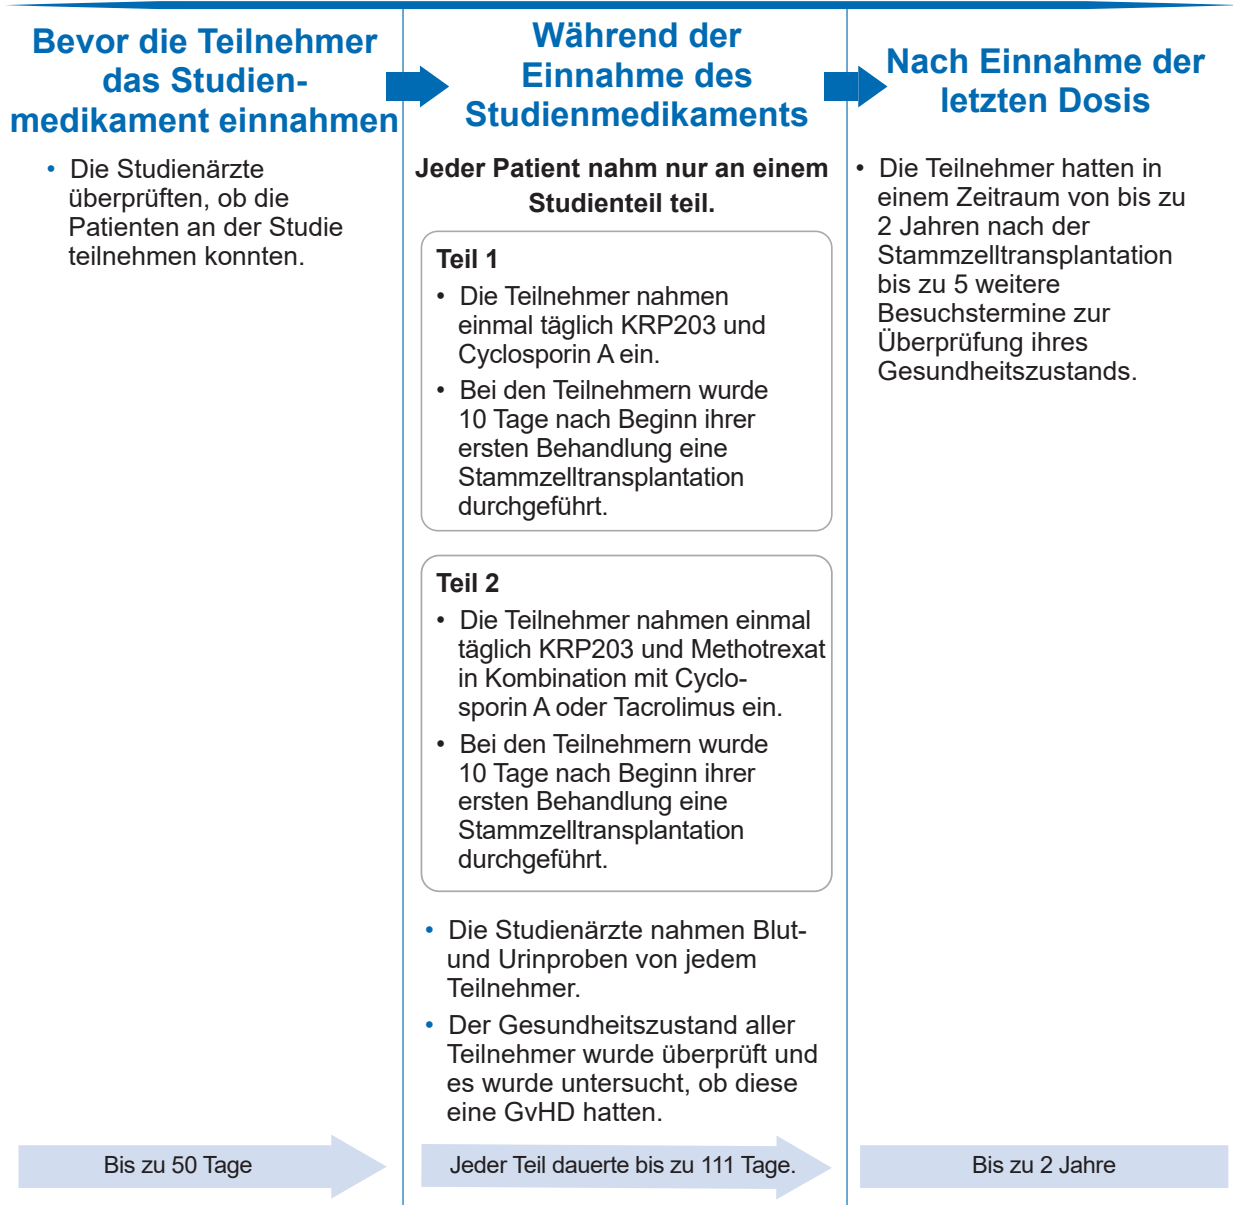 Bevor die Teilnehmer
das Studien-
medikament einnahmen
• Die Studienärzte
überprüften, ob die
Patienten an der Studie
teilnehmen konnten.
Bis zu 50 Tage
Während der
Einnahme des
Studienmedikaments
Jeder Patient nahm nur an einem
Studienteil teil.
Teil 1
• Die Teilnehmer nahmen
einmal täglich KRP203 und
Cyclosporin A ein.
• Bei den Teilnehmern wurde
10 Tage nach Beginn ihrer
ersten Behandlung eine
Stammzelltransplantation
durchgeführt.
Teil 2
• Die Teilnehmer nahmen einmal
täglich KRP203 und Methotrexat
in Kombination mit Cyclo-
sporin A oder Tacrolimus ein.
• Bei den Teilnehmern wurde
10 Tage nach Beginn ihrer
ersten Behandlung eine
Stammzelltransplantation
durchgeführt.
• Die Studienärzte nahmen Blut-
und Urinproben von jedem
Teilnehmer.
• Der Gesundheitszustand aller
Teilnehmer wurde überprüft und
es wurde untersucht, ob diese
eine GvHD hatten.
Jeder Teil dauerte bis zu 111 Tage.
Nach Einnahme der
letzten Dosis
• Die Teilnehmer hatten in
einem Zeitraum von bis zu
2 Jahren nach der
Stammzelltransplantation
bis zu 5 weitere
Besuchstermine zur
Überprüfung ihres
Gesundheitszustands.
Bis zu 2 Jahre